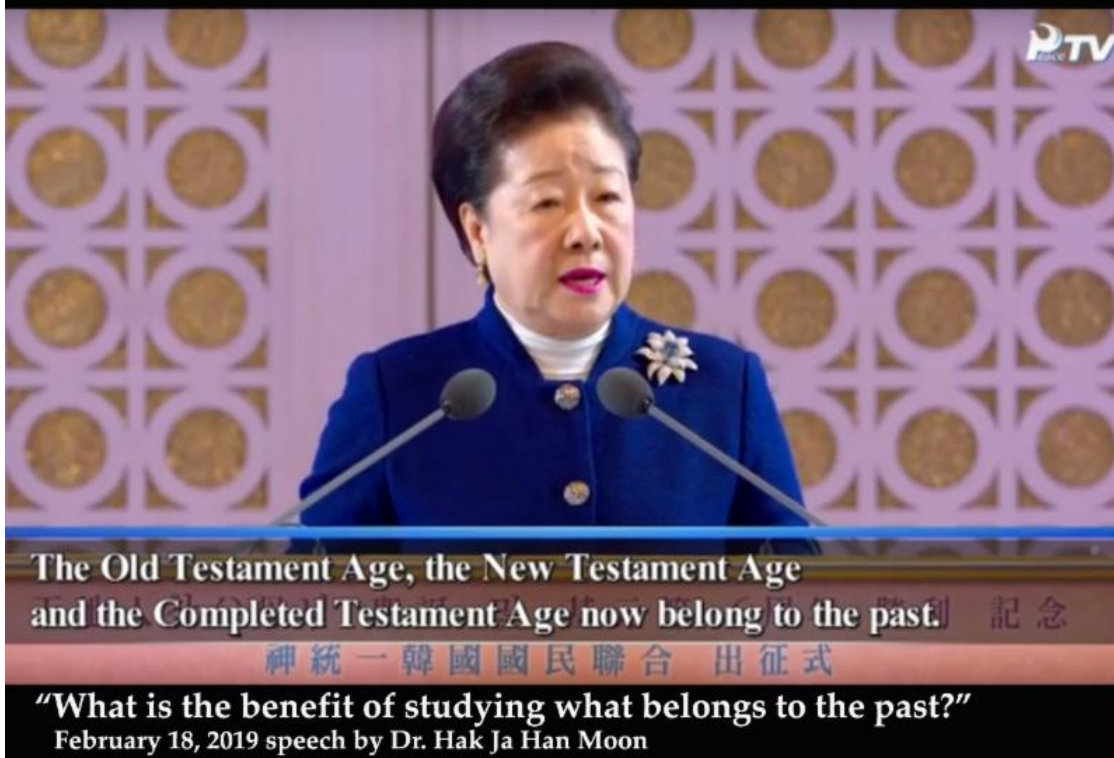 Peace TV
The Old Testament Age, the New Testament Age
and the Completed Testament Age now belong to the past.
記念
神統一韓國國民聯合 出征式
“What is the benefit of studying what belongs to the past?”
February 18, 2019 speech by Dr. Hak Ja Han Moon